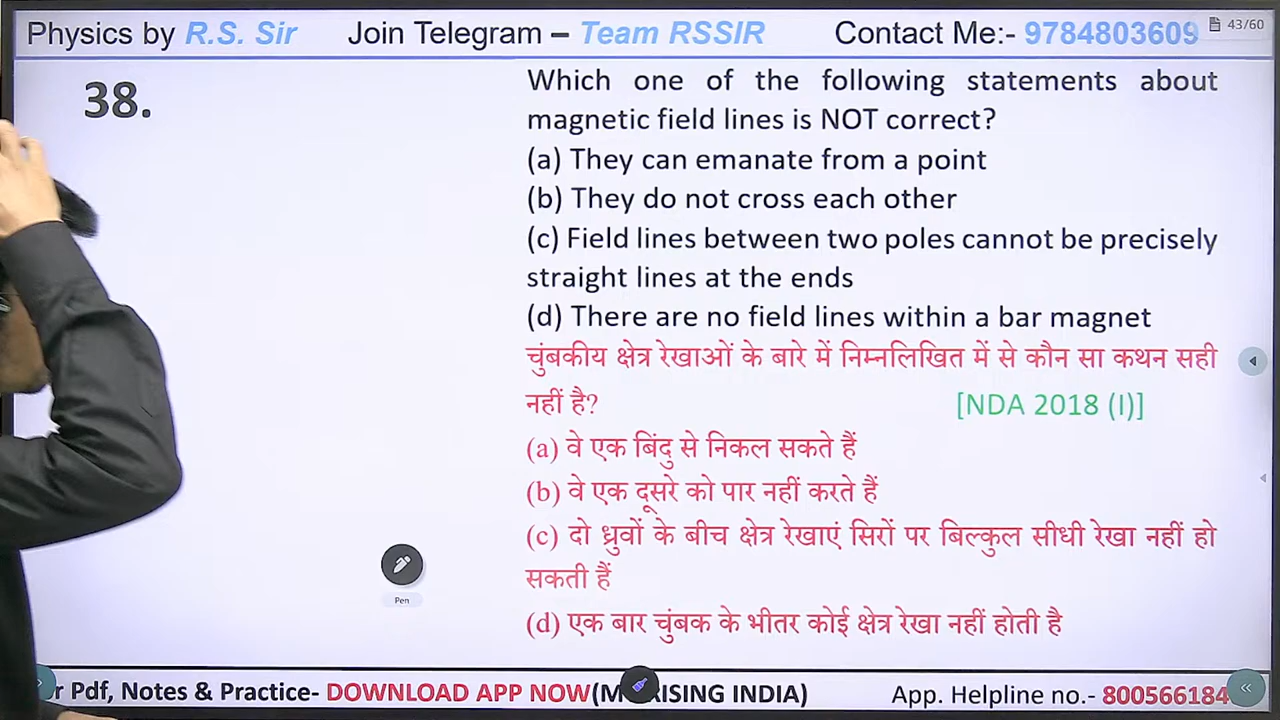 Physics by R.S. Sir Join Telegram – Team RSSIR Contact Me:- 9784803609 43/60
38.
Which one of the following statements about
magnetic field lines is NOT correct?
(a) They can emanate from a point
(b) They do not cross each other
(c) Field lines between two poles cannot be precisely
straight lines at the ends
(d) There are no field lines within a bar magnet
चुंबकीय क्षेत्र रेखाओं के बारे में निम्नलिखित में से कौन सा कथन सही
नहीं है? [NDA 2018 (I)]
(a) वे एक बिंदु से निकल सकते हैं
(b) वे एक दूसरे को पार नहीं करते हैं
(c) दो ध्रुवों के बीच क्षेत्र रेखाएं सिरों पर बिल्कुल सीधी रेखा नहीं हो
सकती हैं
(d) एक बार चुंबक के भीतर कोई क्षेत्र रेखा नहीं होती है
Pen
Pdf, Notes & Practice- DOWNLOAD APP NOW( RISING INDIA) App. Helpline no.- 800566184